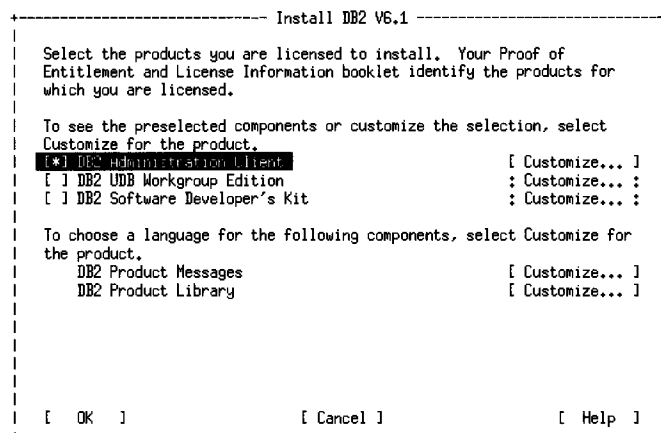 Install DB2 V6.1
Select the products you are licensed to install. Your Proof of
Entitlement and License Information booklet identify the products for
which you are licensed.
To see the preselected components or customize the selection, select
Customize for the product.
[*] DB2 Administration Client [ Customize... ]
[ ] DB2 UDB Workgroup Edition : Customize... :
[ ] DB2 Software Developer's Kit : Customize... :
To choose a language for the following components, select Customize for
the product.
DB2 Product Messages [ Customize... ]
DB2 Product Library [ Customize... ]
[ OK ] [ Cancel ] [ Help ]